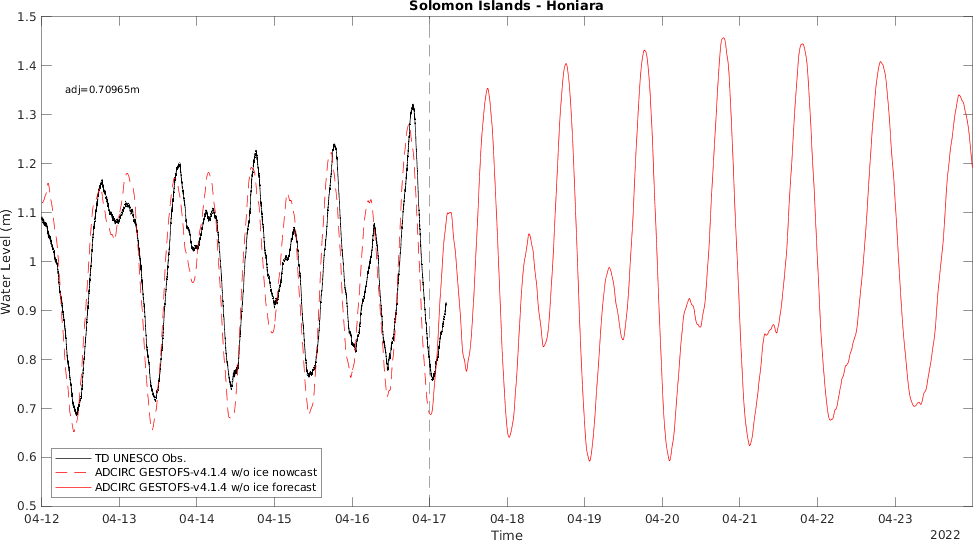 Solomon Islands - Honiara
1.5
1.4
1.3
1.2
1.1
1
0.9
0.8
0.7
0.6
0.5
Water Level (m)
adj=0.70965m
TD UNESCO Obs.
ADCIRC GESTOFS-v4.1.4 w/o ice nowcast
ADCIRC GESTOFS-v4.1.4 w/o ice forecast
04-12 04-13 04-14 04-15 04-16 04-17 04-18 04-19 04-20 04-21 04-22 04-23
Time
2022